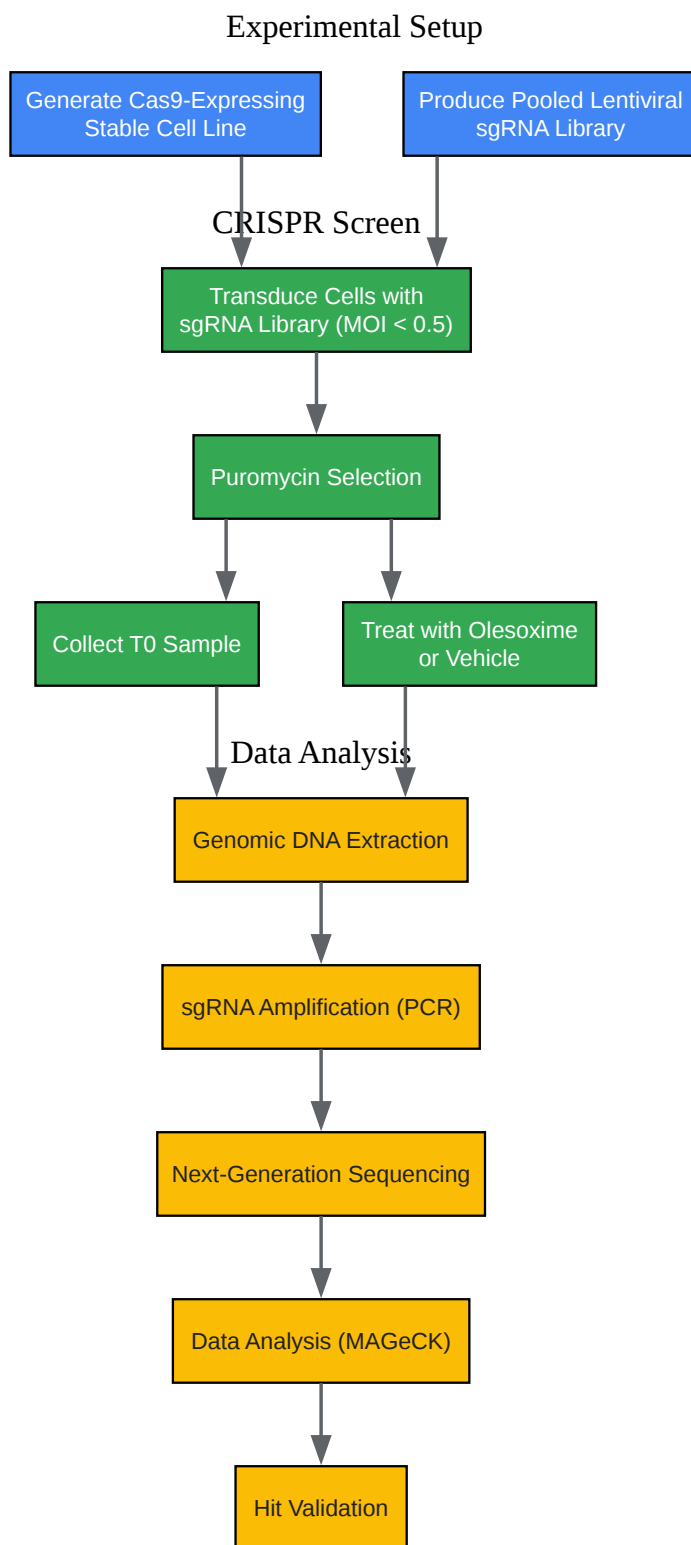 Experimental Setup
Generate Cas9-Expressing
Stable Cell Line
Produce Pooled Lentiviral
sgRNA Library
CRISPR Screen
Transduce Cells with
sgRNA Library (MOI < 0.5)
Puromycin Selection
Collect T0 Sample
Treat with Olesoxime
or Vehicle
Data Analysis
Genomic DNA Extraction
sgRNA Amplification (PCR)
Next-Generation Sequencing
Data Analysis (MAGeCK)
Hit Validation